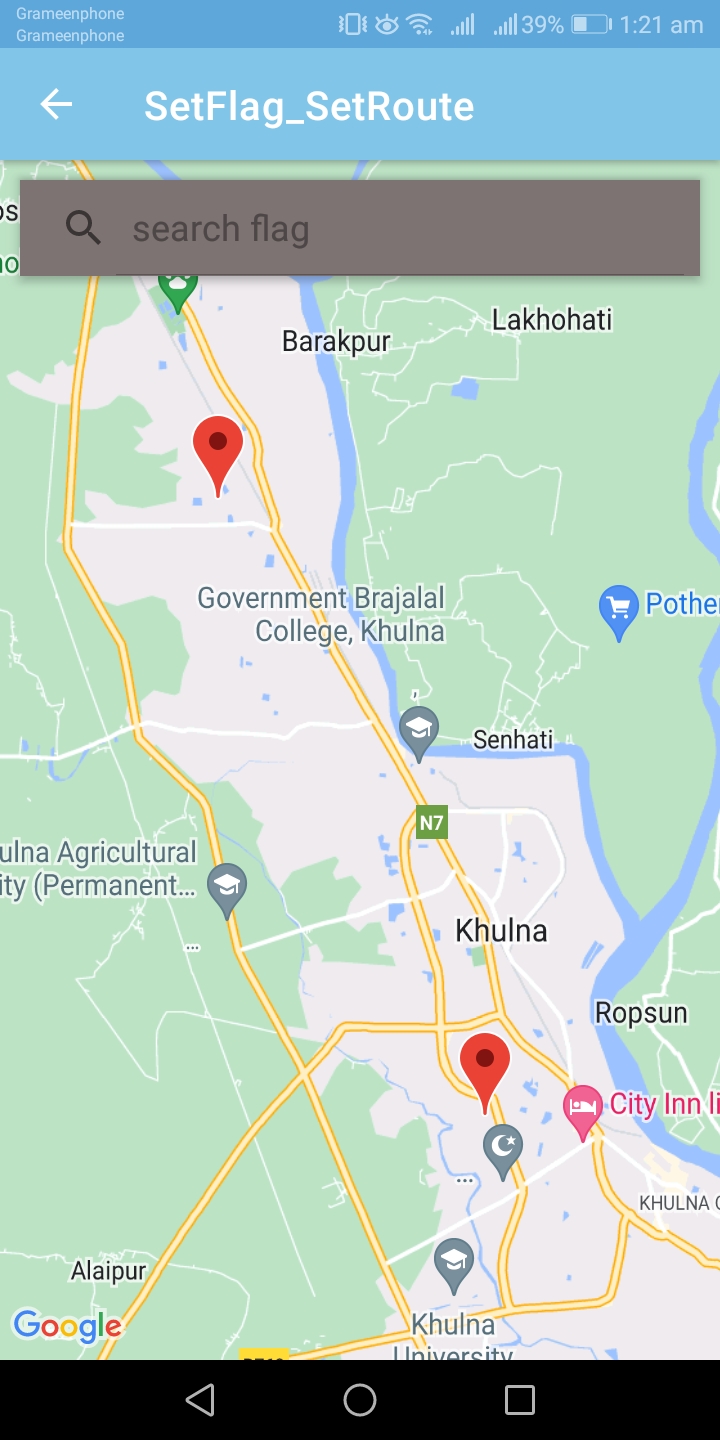 Grameenphone
Grameenphone
39% 1:21 am
SetFlag_SetRoute
search flag
Lakhohati
Barakpur
Government Brajalal
College, Khulna
Senhati
N7
ulna Agricultural
ity (Permanent...
...
Khulna
Ropsun
City Inn li
...
KHULNA
Alaipur
Google
Khulna
University